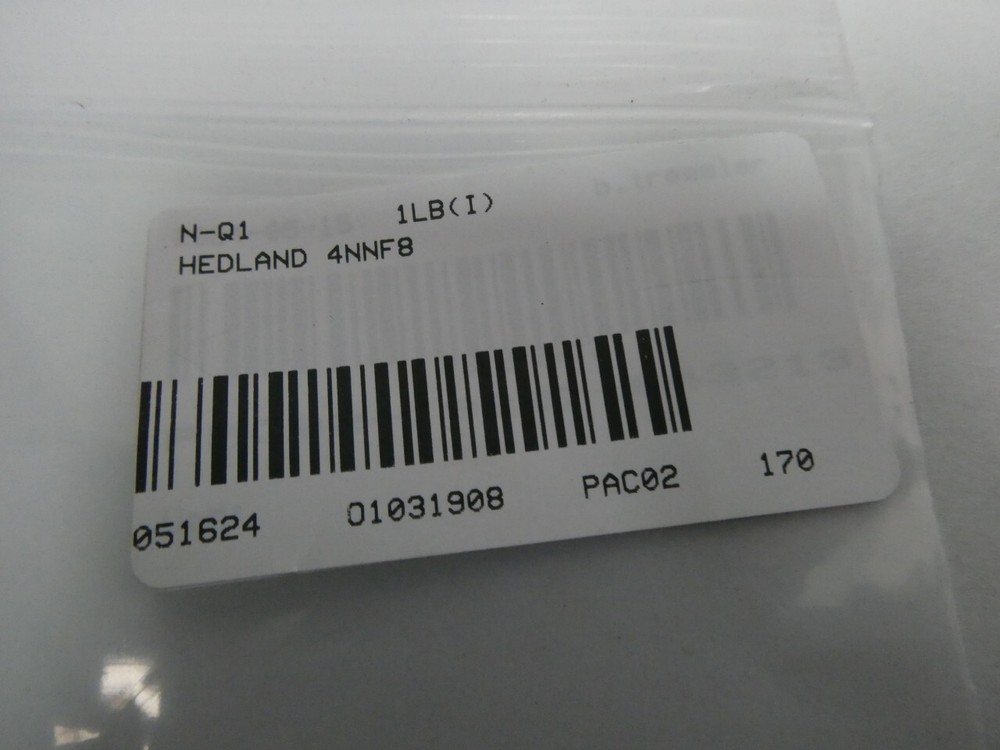 N-Q1 1LB(I)
HEDLAND 4NNF8
051624 01031908 PAC02 170